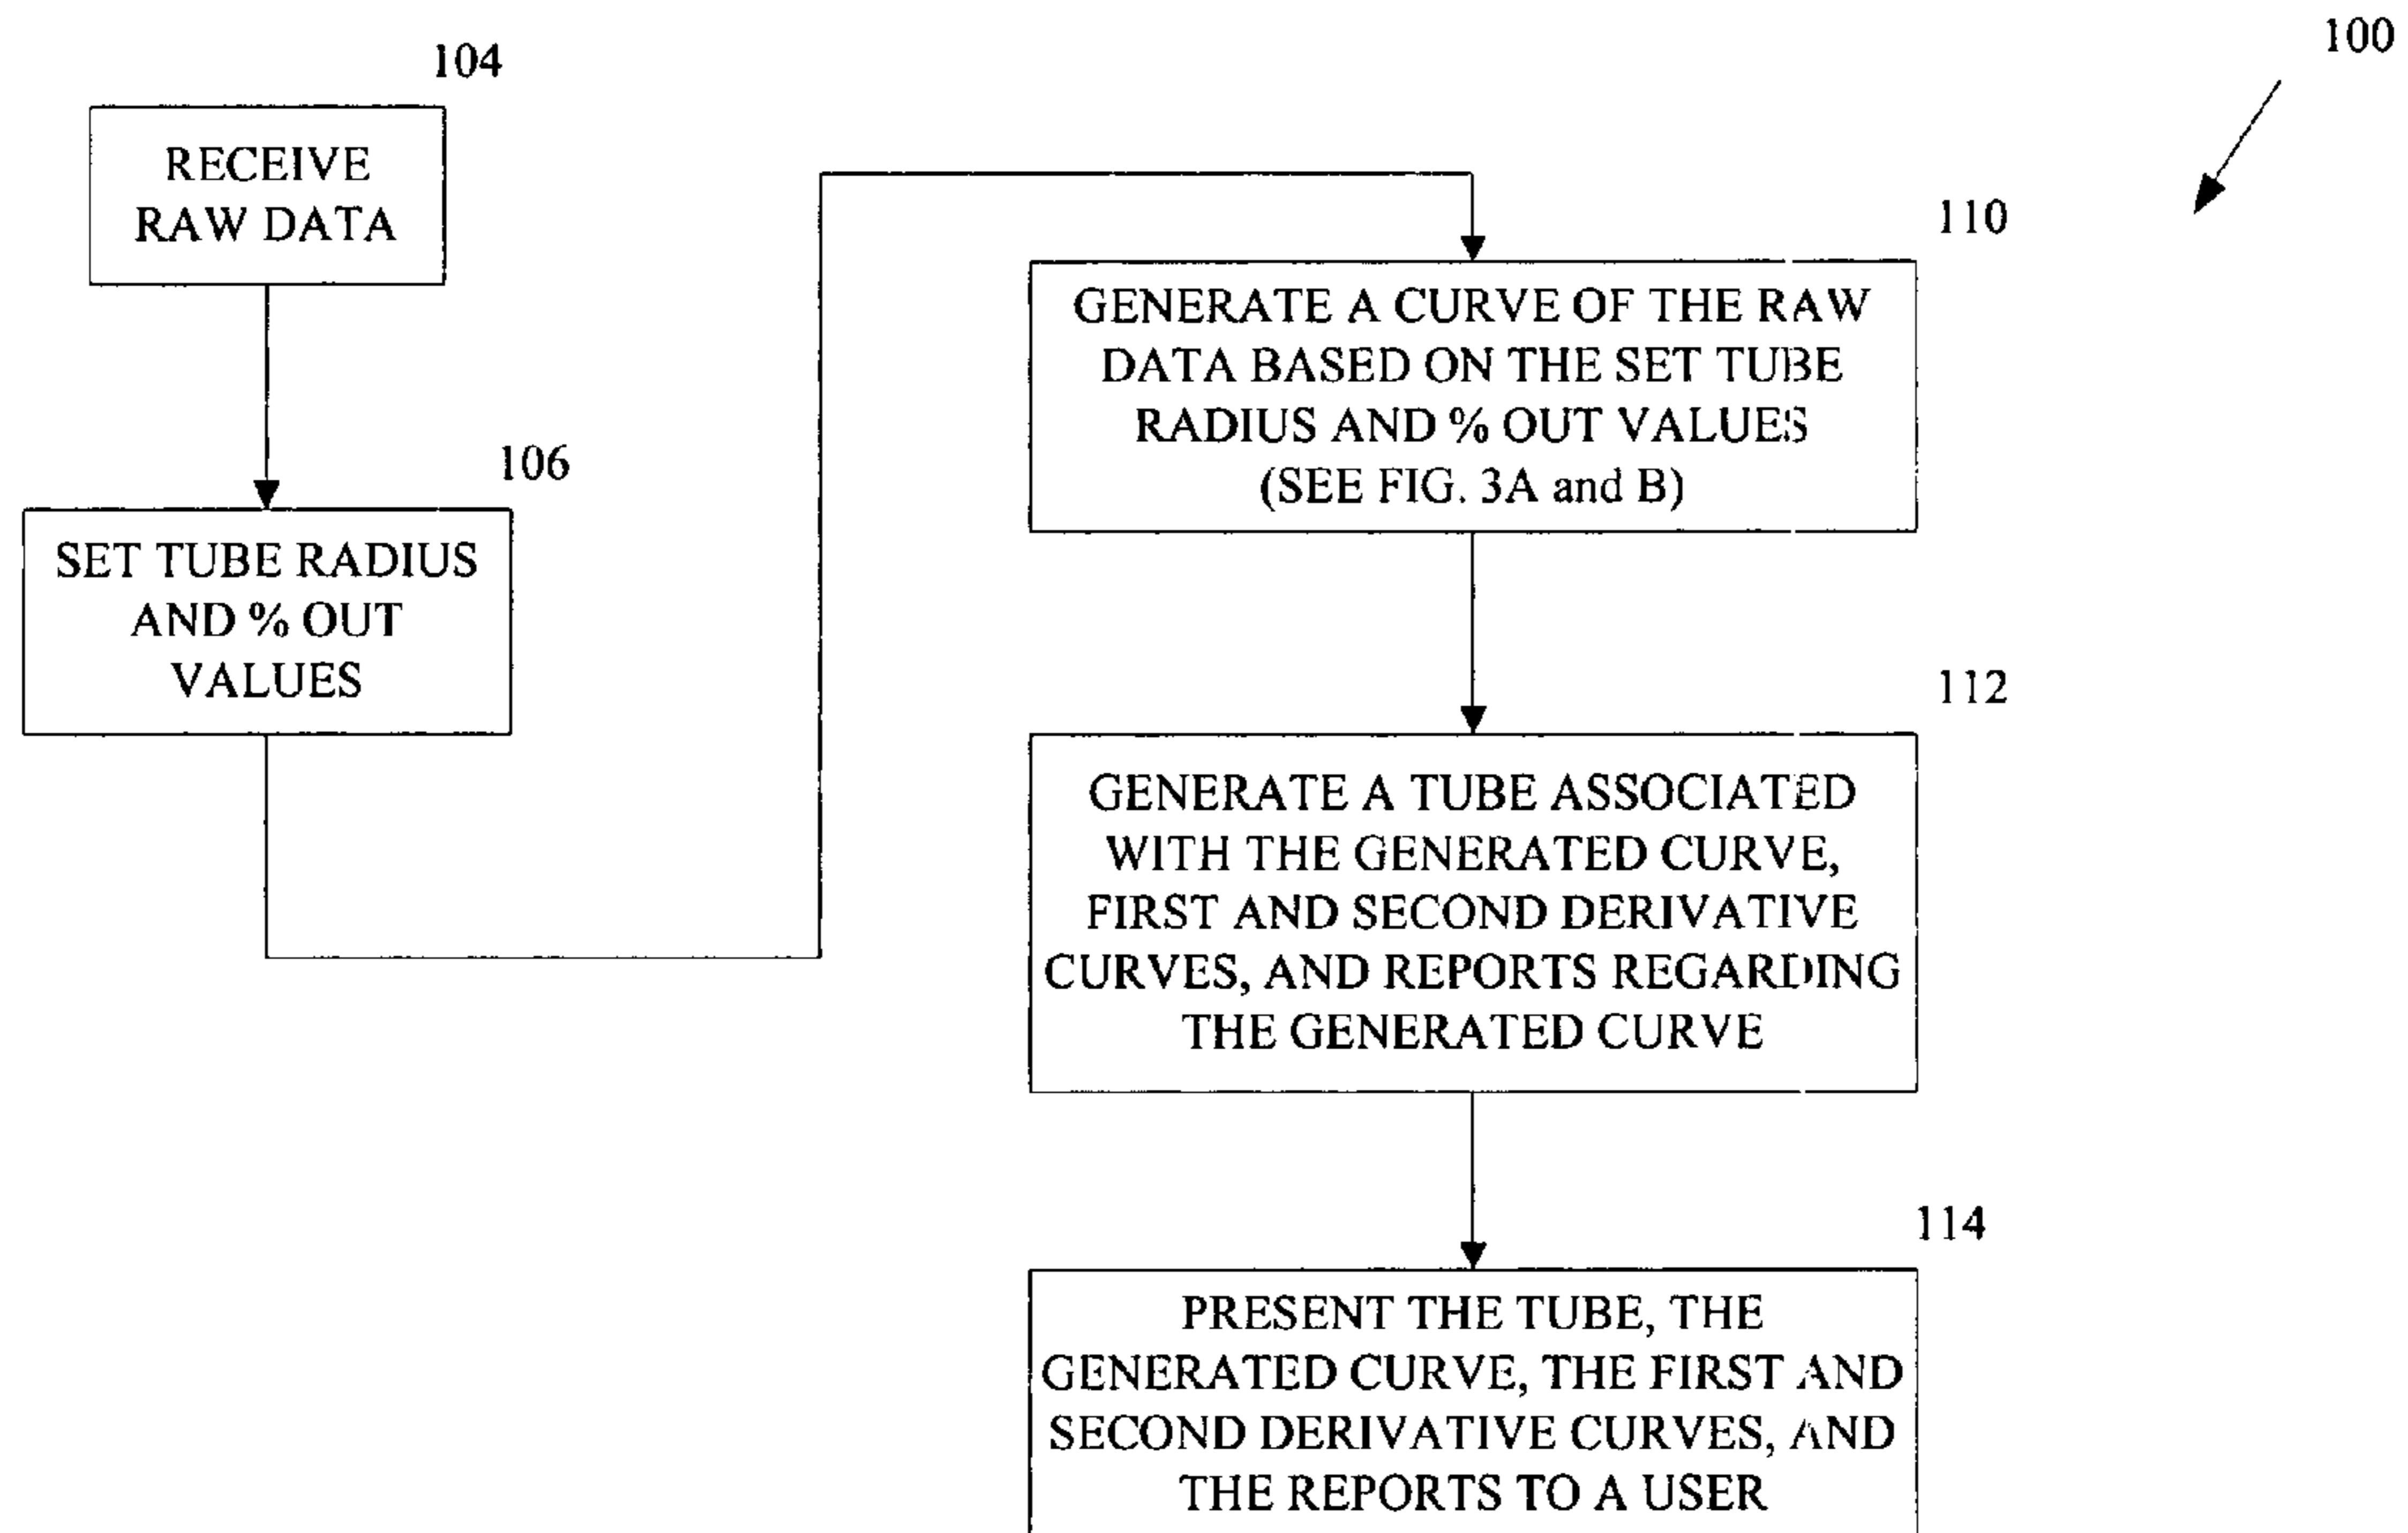 100
104
RECEIVE
RAW DATA
106
SET TUBE RADIUS
AND % OUT
VALUES
110
GENERATE A CURVE OF THE RAW
DATA BASED ON THE SET TUBE
RADIUS AND % OUT VALUES
(SEE FIG. 3A and B)
112
GENERATE A TUBE ASSOCIATED
WITH THE GENERATED CURVE,
FIRST AND SECOND DERIVATIVE
CURVES, AND REPORTS REGARDING
THE GENERATED CURVE
114
PRESENT THE TUBE, THE
GENERATED CURVE, THE FIRST AND
SECOND DERIVATIVE CURVES, AND
THE REPORTS TO A USER